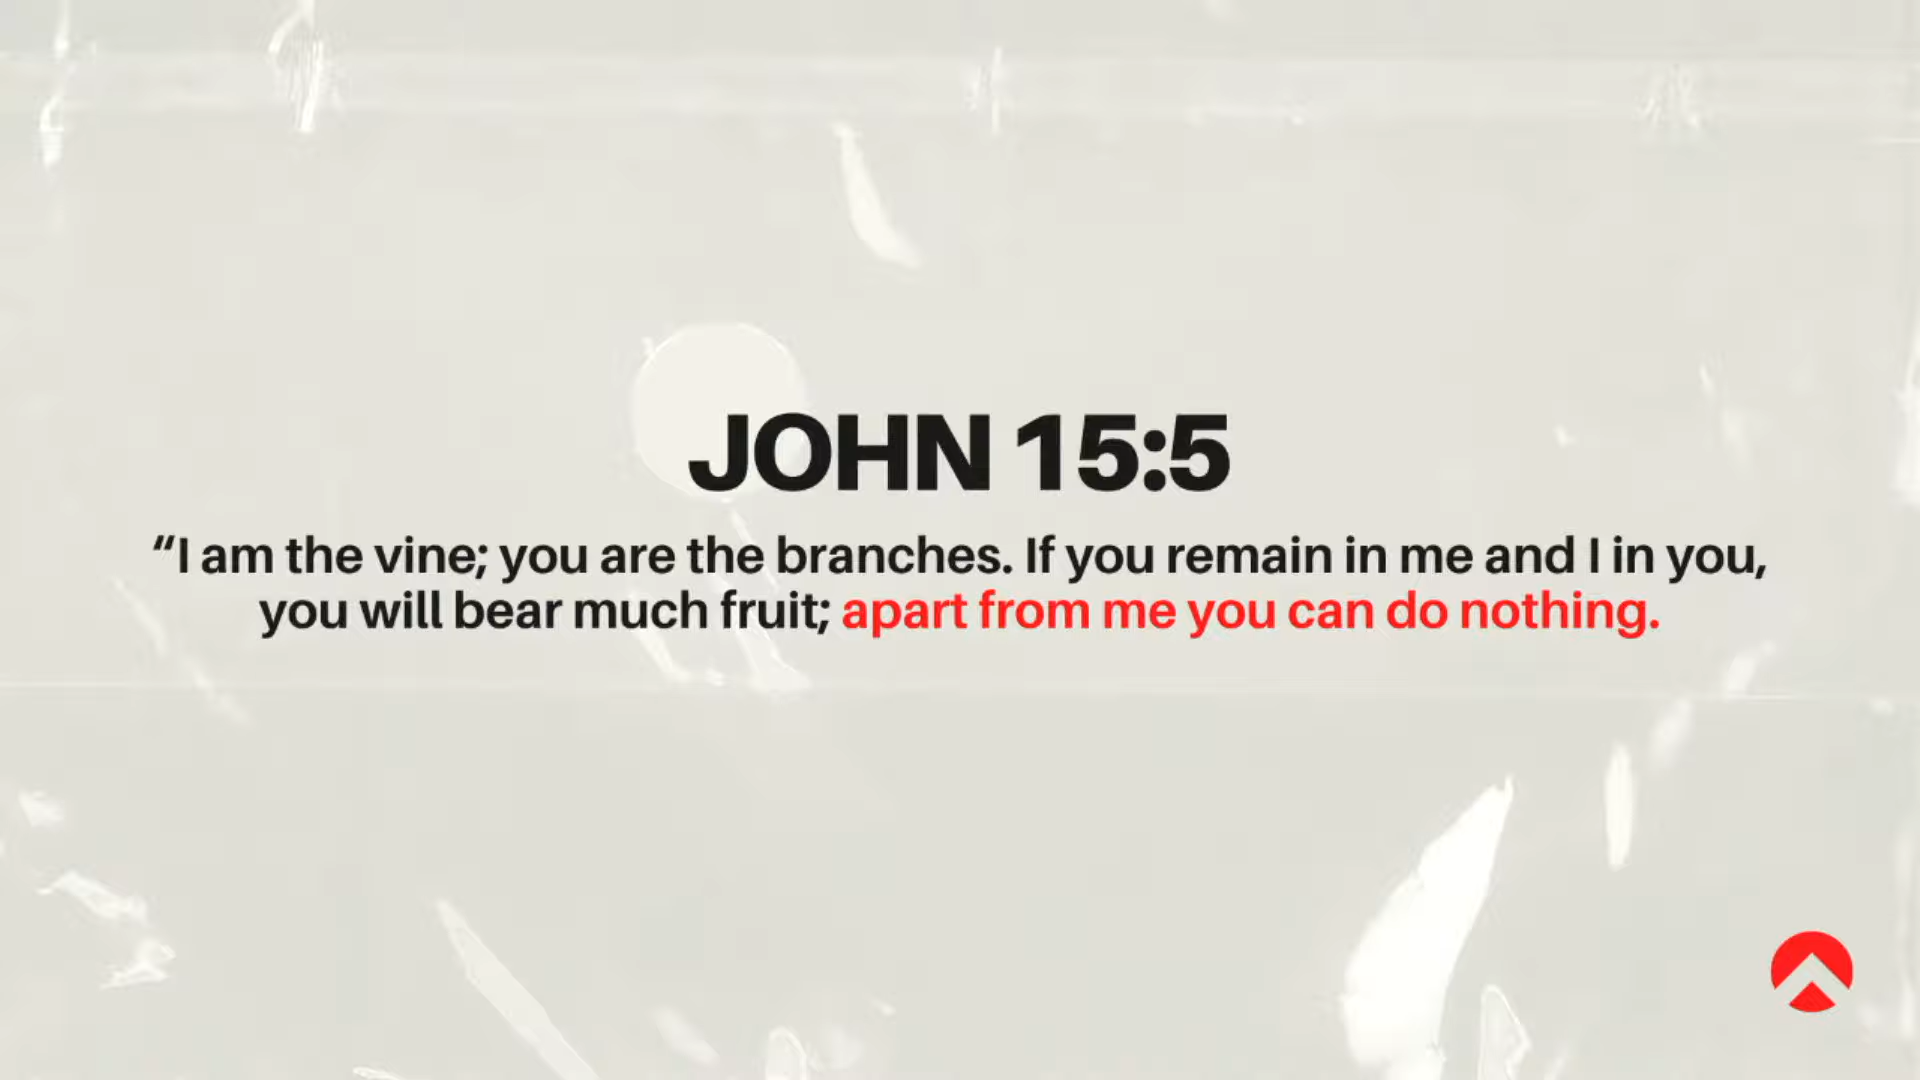 JOHN 15:5
“I am the vine; you are the branches. If you remain in me and I in you,
you will bear much fruit; apart from me you can do nothing.